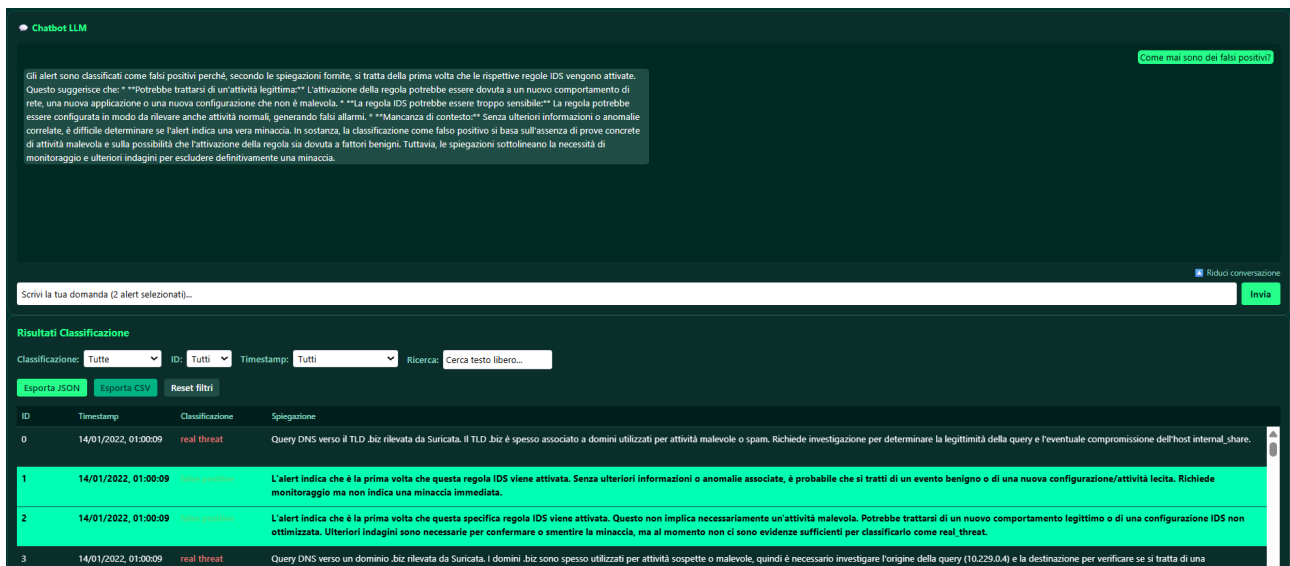 Chatbot LLM
Come mai sono dei falsi positivi?
Gli alert sono classificati come falsi positivi perché, secondo le spiegazioni fornite, si tratta della prima volta che le rispettive regole IDS vengono attivate.
Questo suggerisce che: * **Potrebbe trattarsi di un'attività legittima:** L'attivazione della regola potrebbe essere dovuta a un nuovo comportamento di
rete, una nuova applicazione o una nuova configurazione che non è malevola. * **La regola IDS potrebbe essere troppo sensibile:** La regola potrebbe
essere configurata in modo da rilevare anche attività normali, generando falsi allarmi. * **Mancanza di contesto:** Senza ulteriori informazioni o anomalie
correlate, è difficile determinare se l'alert indica una vera minaccia. In sostanza, la classificazione come falso positivo si basa sull'assenza di prove concrete
di attività malevola e sulla possibilità che l'attivazione della regola sia dovuta a fattori benigni. Tuttavia, le spiegazioni sottolineano la necessità di
monitoraggio e ulteriori indagini per escludere definitivamente una minaccia.
Riduci conversazione
Scrivi la tua domanda (2 alert selezionati)... Invia
Risultati Classificazione
Classificazione: Tutte ID: Tutti Timestamp: Tutti Ricerca: Cerca testo libero...
Esporta JSON Esporta CSV Reset filtri
ID Timestamp Classificazione Spiegazione
0 14/01/2022, 01:00:09 real threat Query DNS verso il TLD .biz rilevata da Suricata. Il TLD .biz è spesso associato a domini utilizzati per attività malevole o spam. Richiede investigazione per determinare la legittimità della query e l'eventuale compromissione dell'host internal_share.
1 14/01/2022, 01:00:09 L'alert indica che è la prima volta che questa regola IDS viene attivata. Senza ulteriori informazioni o anomalie associate, è probabile che si tratti di un evento benigno o di una nuova configurazione/attività lecita. Richiede
monitoraggio ma non indica una minaccia immediata.
2 14/01/2022, 01:00:09 L'alert indica che è la prima volta che questa specifica regola IDS viene attivata. Questo non implica necessariamente un'attività malevola. Potrebbe trattarsi di un nuovo comportamento legittimo o di una configurazione IDS non
ottimizzata. Ulteriori indagini sono necessarie per confermare o smentire la minaccia, ma al momento non ci sono evidenze sufficienti per classificarlo come real_threat.
3 14/01/2022, 01:00:09 real threat Query DNS verso un dominio .biz rilevata da Suricata. I domini .biz sono spesso utilizzati per attività sospette o malevole, quindi è necessario investigare l'origine della query (10.229.0.4) e la destinazione per verificare se si tratta di una